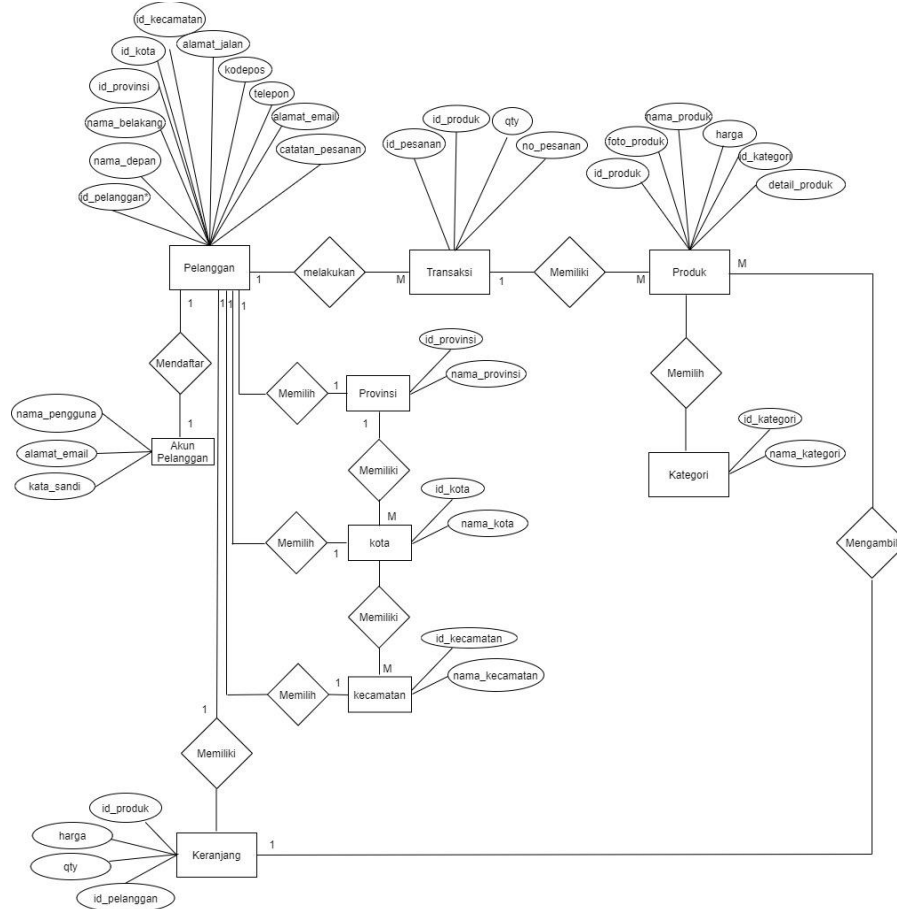 id_kecamatan
alamat_jalan
id_kota
kodepos
id_provinsi
telepon
nama_belakang
alamat_email
nama_depan
catatan_pesanan
id_pelanggan*
id_produk
qty
id_pesanan
no_pesanan
nama_produk
foto_produk
harga
id_produk
id_kategori
detail_produk
Pelanggan
1
melakukan
M
Transaksi
1
Memiliki
M
Produk
M
1
1
1
1
1
Mendaftar
1
Akun
Pelanggan
nama_pengguna
alamat_email
kata_sandi
Memilih
1
Provinsi
id_provinsi
nama_provinsi
1
Memiliki
M
Memilih
Kategori
id_kategori
nama_kategori
Memilih
1
kota
id_kota
nama_kota
Mengambil
Memiliki
M
Memilih
1
kecamatan
id_kecamatan
nama_kecamatan
1
Memiliki
id_produk
harga
qty
id_pelanggan
Keranjang
1